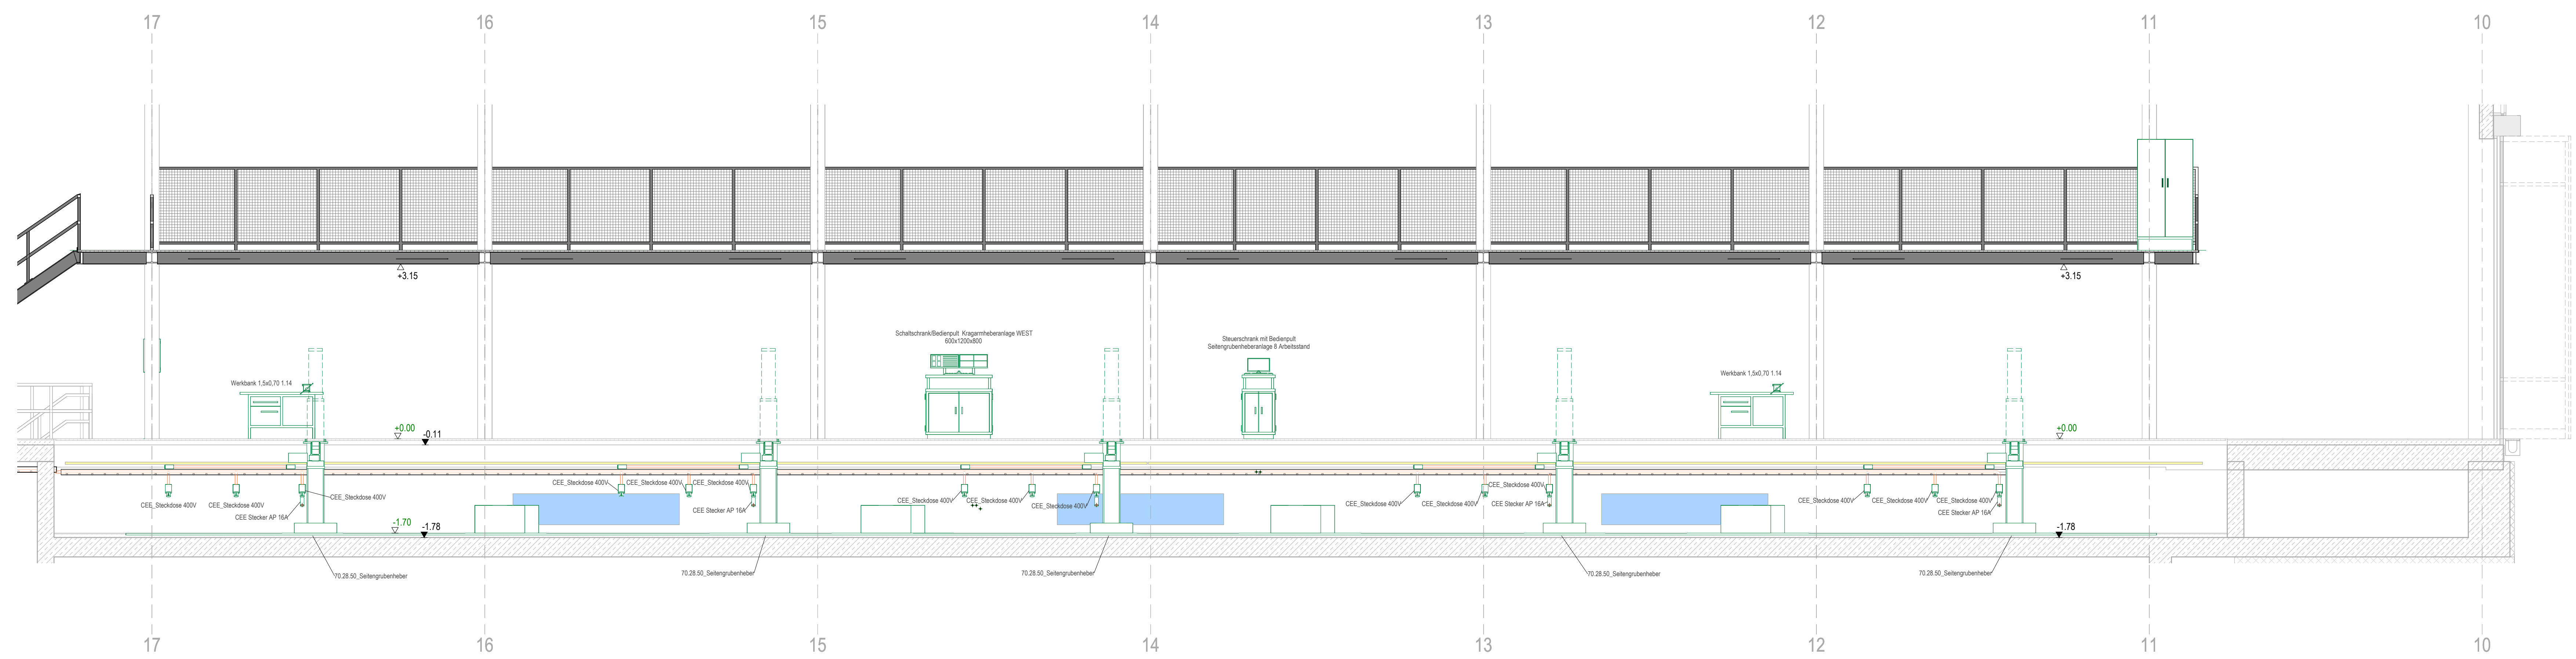 17 16 15 14 13 12 11 10
+3.15 +3.15
Schaltschrank/Bedienpult Kragarmheberanlage WEST
600x1200x800
Steuerschrank mit Bedienpult
Seitengrubenheberanlage 8 Arbeitsstand
Werkbank 1,5x0,70 1.14
Werkbank 1,5x0,70 1.14
+0.00 -0.11 +0.00
CEE_Steckdose 400V
CEE_Steckdose 400V
CEE_Steckdose 400V
CEE Stecker AP 16A
CEE_Steckdose 400V
CEE_Steckdose 400V
CEE_Steckdose 400V
CEE Stecker AP 16A
CEE_Steckdose 400V
CEE_Steckdose 400V
CEE_Steckdose 400V
CEE_Steckdose 400V
CEE_Steckdose 400V
CEE_Steckdose 400V
CEE Stecker AP 16A
CEE_Steckdose 400V
CEE_Steckdose 400V
CEE_Steckdose 400V
CEE Stecker AP 16A
-1.70 -1.78 -1.78
70.28.50_Seitengrubenheber
70.28.50_Seitengrubenheber
70.28.50_Seitengrubenheber
70.28.50_Seitengrubenheber
70.28.50_Seitengrubenheber
17 16 15 14 13 12 11 10